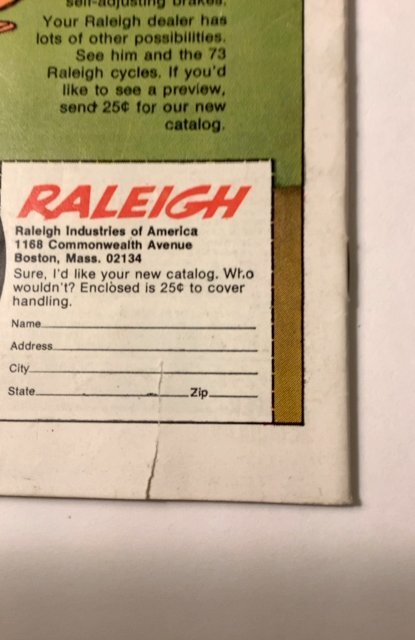 self-adjusting brakes.
Your Raleigh dealer has
lots of other possibilities.
See him and the 73
Raleigh cycles. If you'd
like to see a preview,
send 25¢ for our new
catalog.
RALEIGH
Raleigh Industries of America
1168 Commonwealth Avenue
Boston, Mass. 02134
Sure, I'd like your new catalog. Who
wouldn't? Enclosed is 25¢ to cover
handling.
Name
Address
City
State Zip